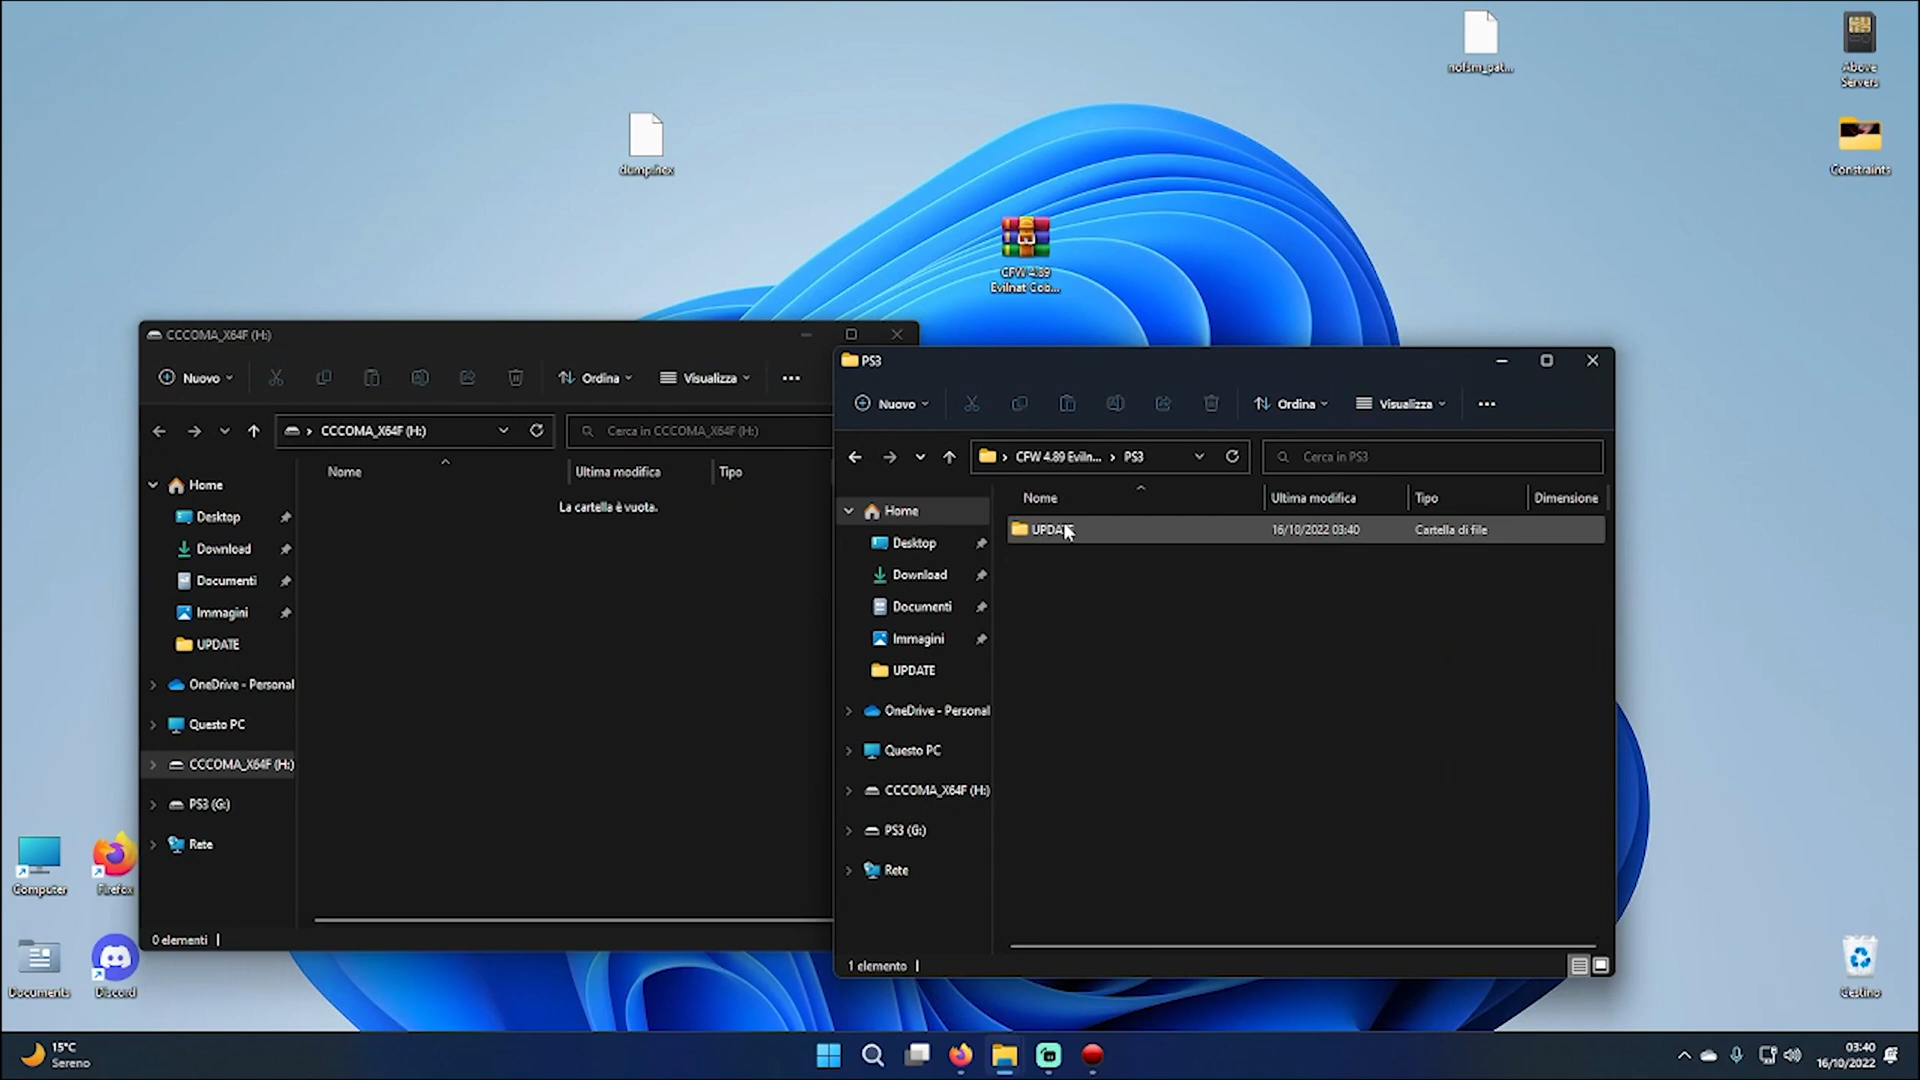 nofsm_pat...
Above
Servers
dump.hex
Constraints
CFW 4.89
Evilnat Cob...
CCCOMA_X64F (H:)
Nuovo
Ordina
Visualizza
CCCOMA_X64F (H:)
Cerca in CCCOMA_X64F (H:)
Nome
Ultima modifica
Tipo
La cartella è vuota.
Home
Desktop
Download
Documenti
Immagini
UPDATE
OneDrive - Personal
Questo PC
CCCOMA_X64F (H:)
PS3 (G:)
Rete
0 elementi
PS3
Nuovo
Ordina
Visualizza
CFW 4.89 Eviln... > PS3
Cerca in PS3
Nome
Ultima modifica
Tipo
Dimensione
UPDATE
16/10/2022 03:40
Cartella di file
Home
Desktop
Download
Documenti
Immagini
UPDATE
OneDrive - Personal
Questo PC
CCCOMA_X64F (H:)
PS3 (G:)
Rete
1 elemento
Computer
Firefox
Documents
Discord
Cestino
15°C
Sereno
03:40
16/10/2022